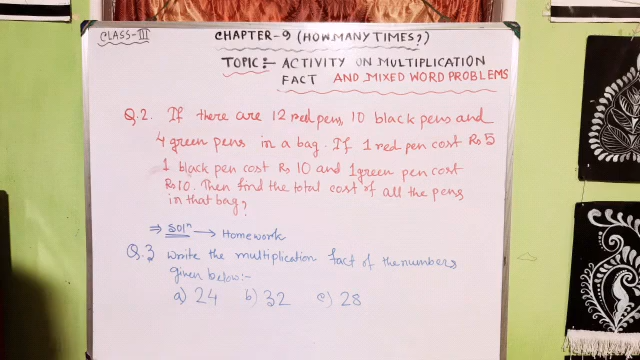 CLASS-III
CHAPTER-9 (HOW MANY TIMES?)
TOPIC:- ACTIVITY ON MULTIPLICATION
FACT AND MIXED WORD PROBLEMS
Q.2. If there are 12 red pens, 10 black pens and
4 green pens in a bag. If 1 red pen cost Rs 5
1 black pen cost Rs 10 and 1 green pen cost
Rs 10. Then find the total cost of all the pens
in that bag?
⇒ Solⁿ → Homework
Q.3 Write the multiplication fact of the numbers
given below:-
a) 24 b) 32 c) 28